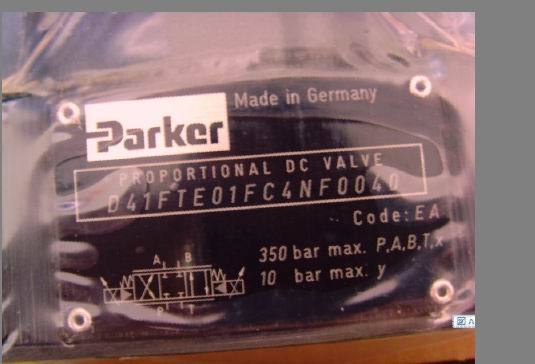 Made in Germany
Parker
PROPORTIONAL DC VALVE
D41FTE01FC4NF0040
Code: EA
350 bar max. P,A,B,T,x
10 bar max. y
A B
P T